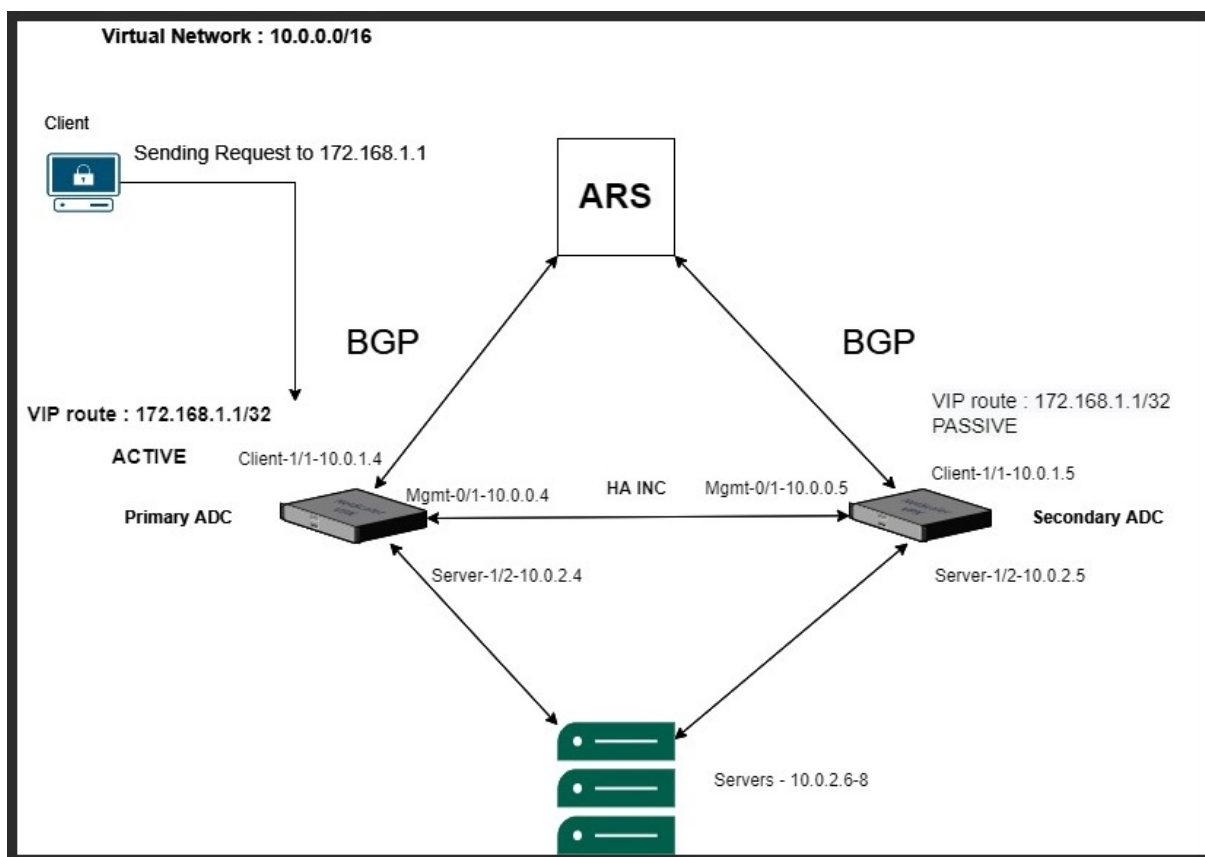 Virtual Network : 10.0.0.0/16
Client
Sending Request to 172.168.1.1
ARS
BGP
BGP
VIP route : 172.168.1.1/32
ACTIVE
VIP route : 172.168.1.1/32
PASSIVE
Client-1/1-10.0.1.4
Client-1/1-10.0.1.5
Mgmt-0/1-10.0.0.4
HA INC
Mgmt-0/1-10.0.0.5
Primary ADC
Secondary ADC
Server-1/2-10.0.2.4
Server-1/2-10.0.2.5
Servers - 10.0.2.6-8